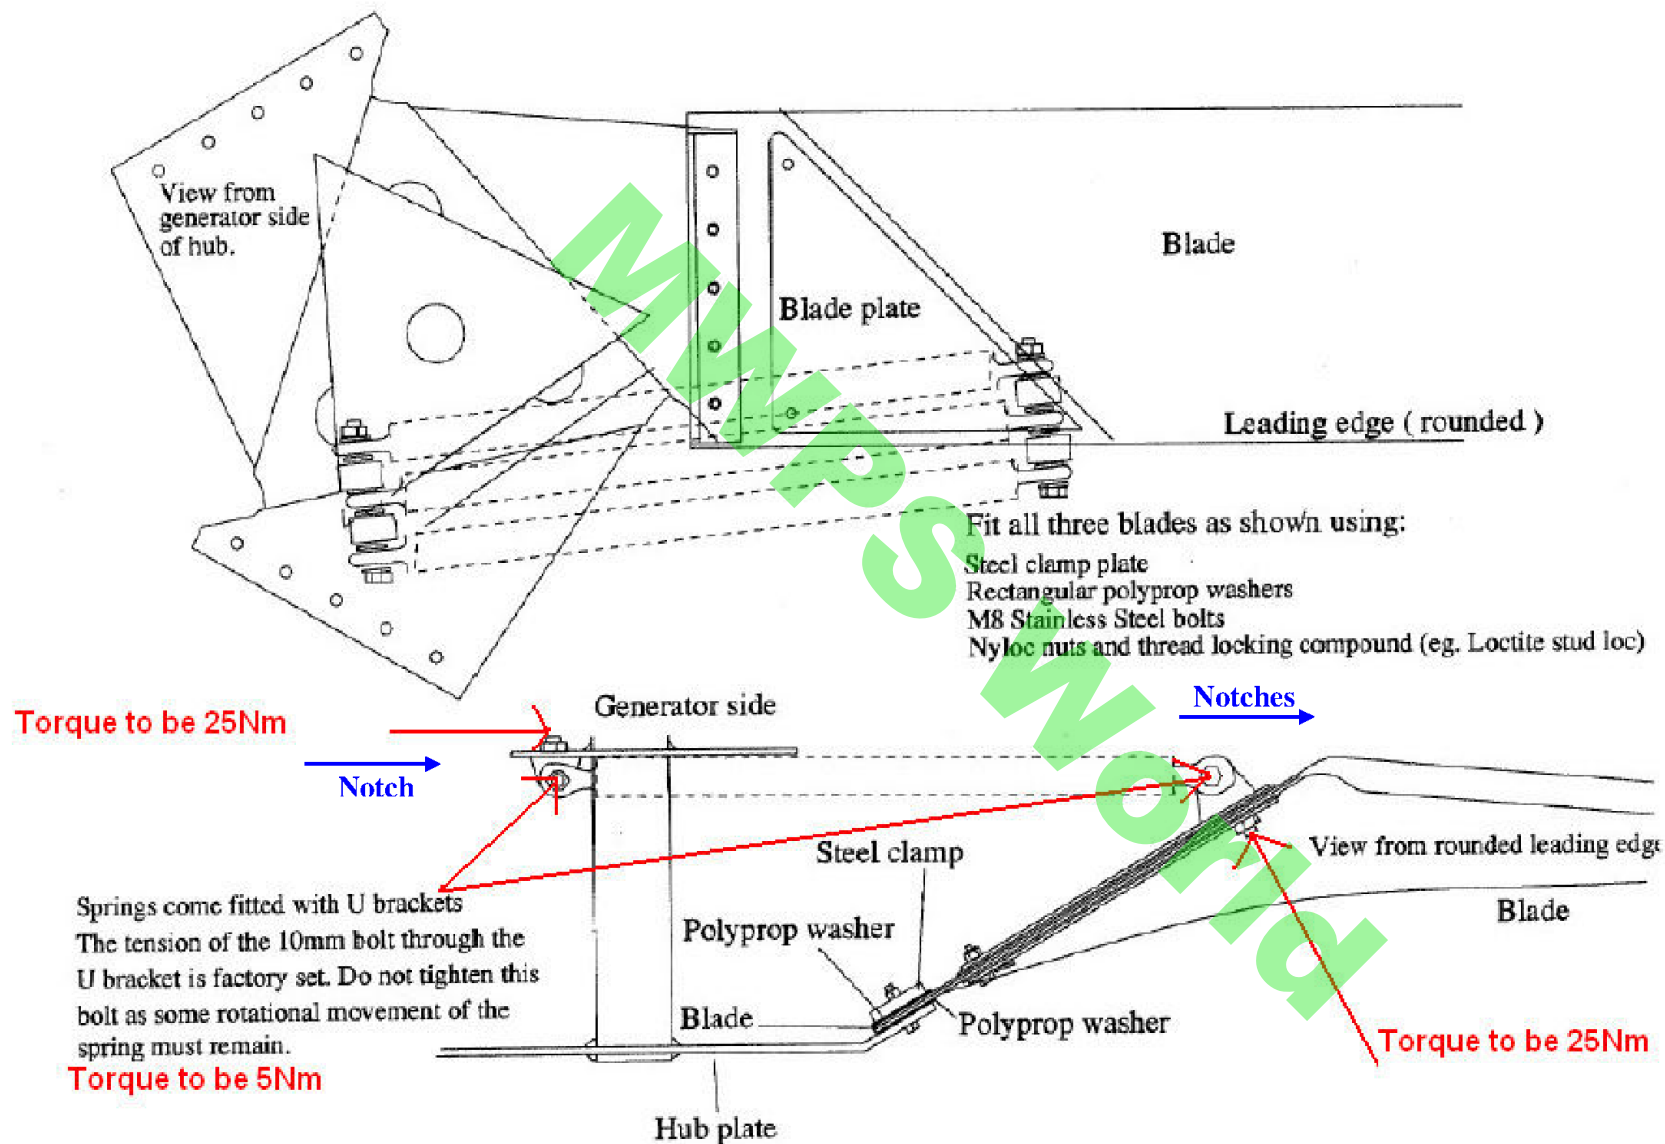 View from
generator side
of hub.
Blade
Blade plate
Leading edge ( rounded )
Fit all three blades as shown using:
Steel clamp plate
Rectangular polyprop washers
M8 Stainless Steel bolts
Nyloc nuts and thread locking compound (eg. Loctite stud loc)
MWPS World
Generator side
Notches
Torque to be 25Nm
Notch
View from rounded leading edge
Steel clamp
Springs come fitted with U brackets
The tension of the 10mm bolt through the
U bracket is factory set. Do not tighten this
bolt as some rotational movement of the
spring must remain.
Torque to be 5Nm
Polyprop washer
Blade
Blade
Polyprop washer
Torque to be 25Nm
Hub plate